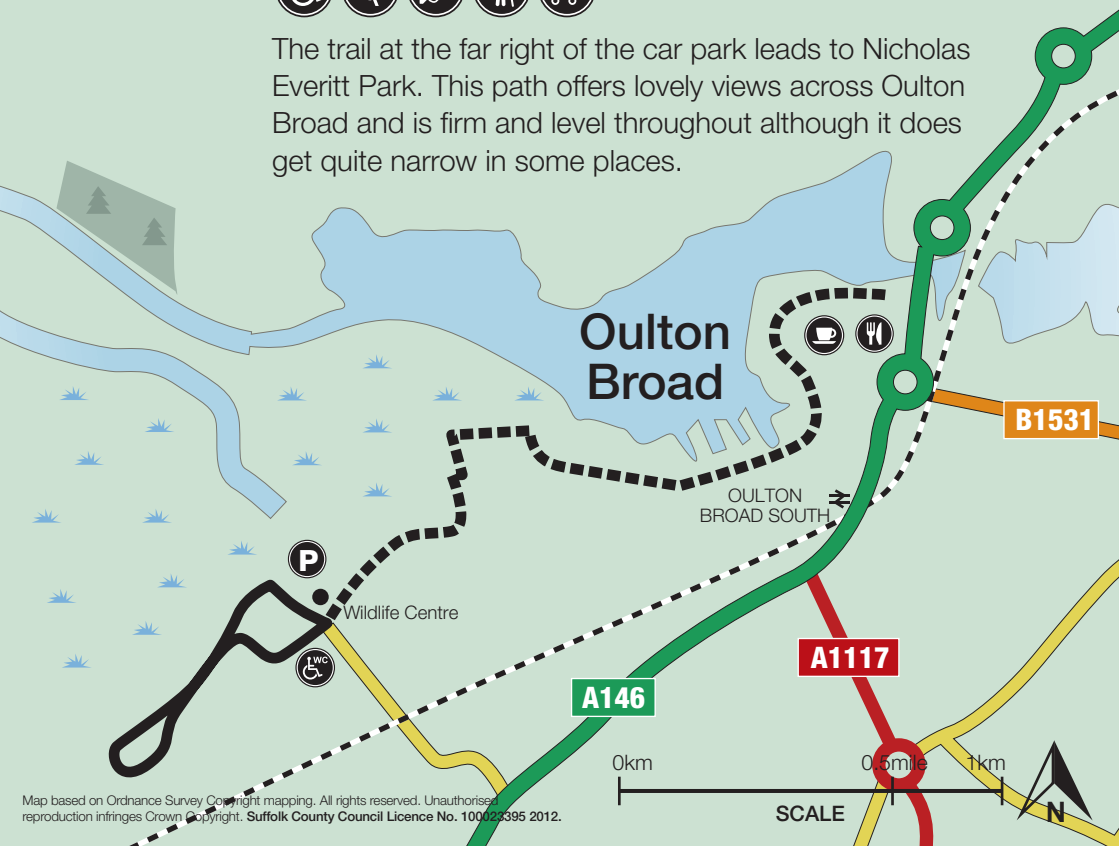 The trail at the far right of the car park leads to Nicholas
Everitt Park. This path offers lovely views across Oulton
Broad and is firm and level throughout although it does
get quite narrow in some places.
Oulton
Broad
B1531
OULTON
BROAD SOUTH
P
Wildlife Centre
WC
A1117
A146
0km
0.5mile
1km
SCALE
N
Map based on Ordnance Survey Copyright mapping. All rights reserved. Unauthorised
reproduction infringes Crown Copyright. Suffolk County Council Licence No. 100023395 2012.